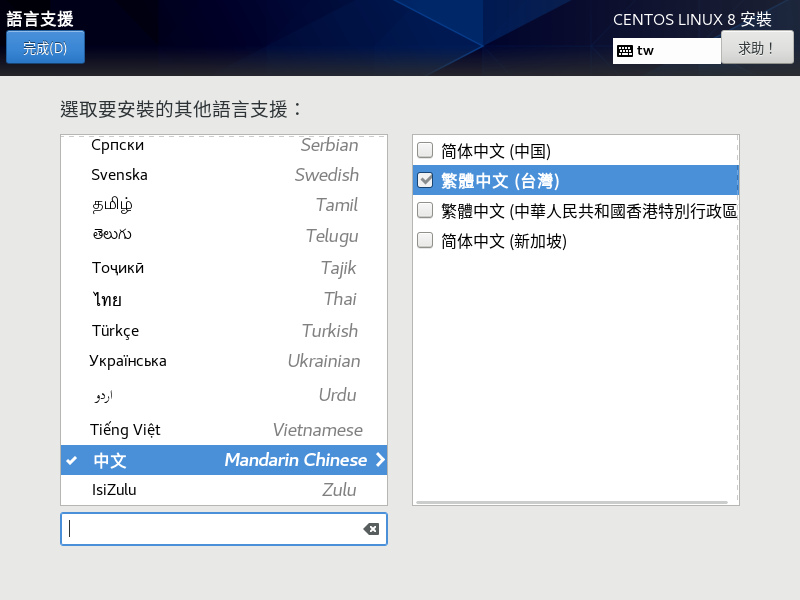 語言支援
CENTOS LINUX 8 安裝
完成(D)
tw
求助！
選取要安裝的其他語言支援：
Српски Serbian
Svenska Swedish
தமிழ் Tamil
తెలుగు Telugu
Тоҷикӣ Tajik
ไทย Thai
Türkçe Turkish
Українська Ukrainian
اردو Urdu
Tiếng Việt Vietnamese
中文 Mandarin Chinese
IsiZulu Zulu
简体中文 (中国)
繁體中文 (台灣)
繁體中文 (中華人民共和國香港特別行政區
简体中文 (新加坡)